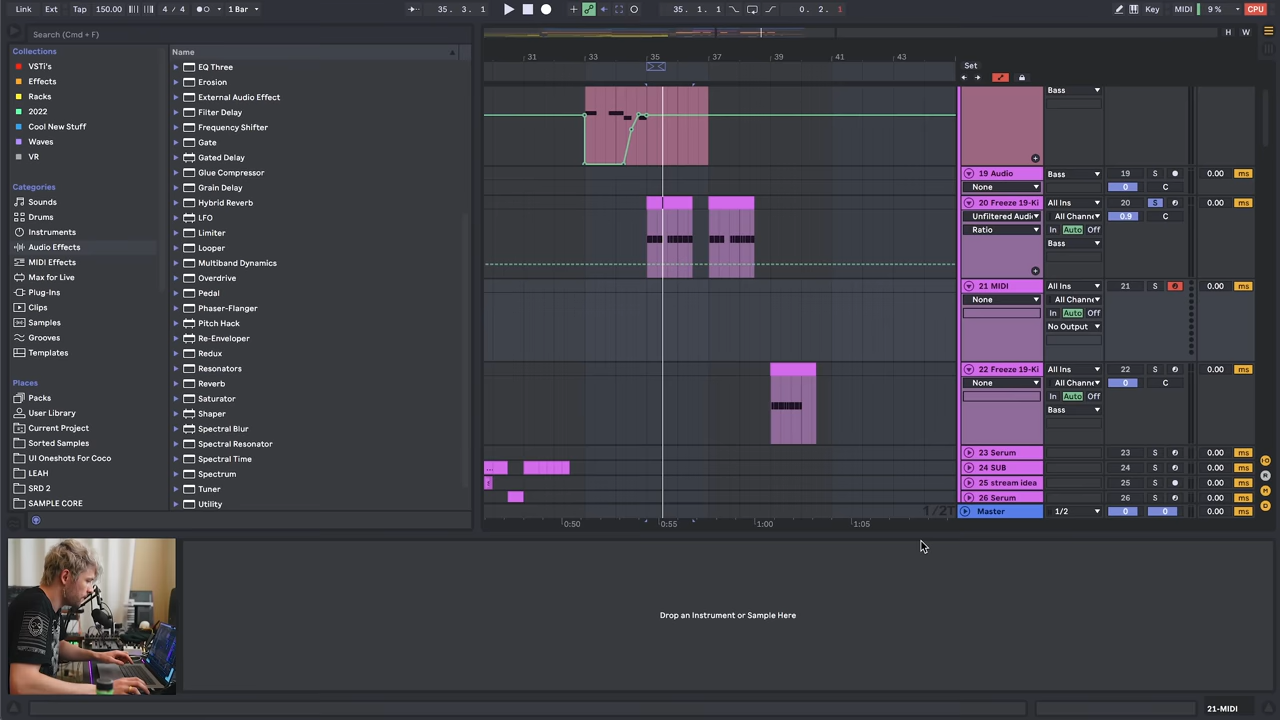 Link Ext Tap 150.00 4 / 4 1 Bar 35. 3. 1 35. 1. 1 0. 2. 1 Key MIDI 9 % CPU
Search (Cmd + F)
H W
Collections
VSTi's
Effects
Racks
2022
Cool New Stuff
Waves
VR
Categories
Sounds
Drums
Instruments
Audio Effects
MIDI Effects
Max for Live
Plug-Ins
Clips
Samples
Grooves
Templates
Places
Packs
User Library
Current Project
Sorted Samples
UI Oneshots For Coco
LEAH
SRD 2
SAMPLE CORE
Name
EQ Three
Erosion
External Audio Effect
Filter Delay
Frequency Shifter
Gate
Gated Delay
Glue Compressor
Grain Delay
Hybrid Reverb
LFO
Limiter
Looper
Multiband Dynamics
Overdrive
Pedal
Phaser-Flanger
Pitch Hack
Re-Enveloper
Redux
Resonators
Reverb
Saturator
Shaper
Spectral Blur
Spectral Resonator
Spectral Time
Spectrum
Tuner
Utility
31 33 35 37 39 41 43
Set
Bass
19 Audio Bass 19 S 0.00 ms
None 0 C
20 Freeze 19-Ki All Ins 20 S 0.00 ms
Unfiltered Audi All Chann 0.9 C
Ratio In Auto Off
Bass
21 MIDI All Ins 21 S 0.00 ms
None All Chann
In Auto Off
No Output
22 Freeze 19-Ki All Ins 22 S 0.00 ms
None All Chann 0 C
In Auto Off
Bass
23 Serum 23 S 0.00 ms
24 SUB 24 S 0.00 ms
25 stream idea 25 S 0.00 ms
26 Serum 26 S 0.00 ms
Master 1/2 0 0 0.00 ms
0:50 0:55 1:00 1:05
Drop an Instrument or Sample Here
21-MIDI